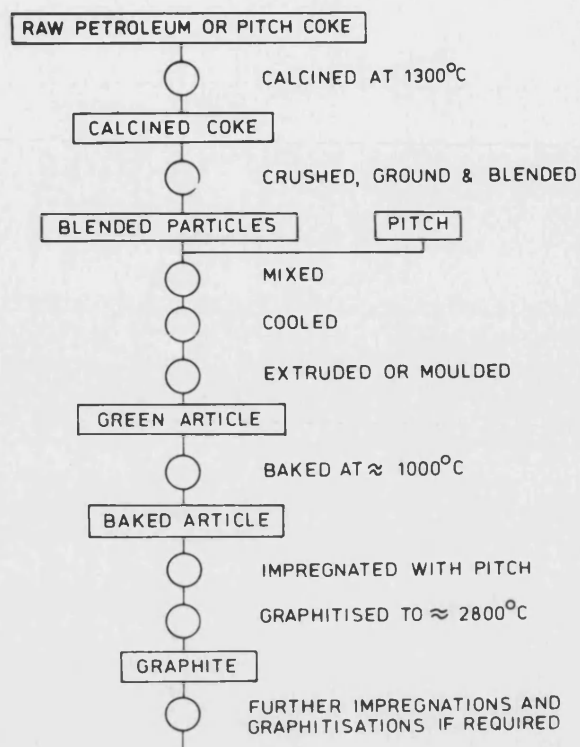 RAW PETROLEUM OR PITCH COKE
CALCINED AT 1300°C
CALCINED COKE
CRUSHED, GROUND & BLENDED
BLENDED PARTICLES
PITCH
MIXED
COOLED
EXTRUDED OR MOULDED
GREEN ARTICLE
BAKED AT ≈ 1000°C
BAKED ARTICLE
IMPREGNATED WITH PITCH
GRAPHITISED TO ≈ 2800°C
GRAPHITE
FURTHER IMPREGNATIONS AND
GRAPHITISATIONS IF REQUIRED